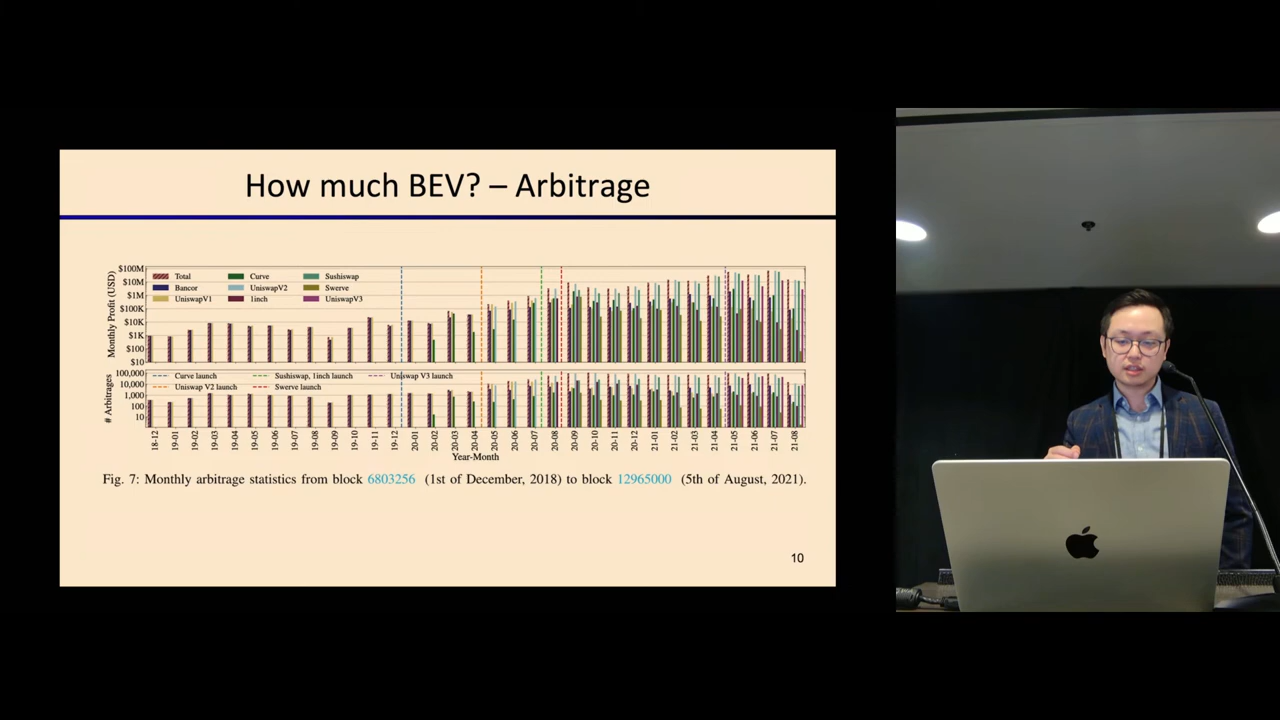 How much BEV? – Arbitrage
Monthly Profit (USD)
$100M
$10M
$1M
$100K
$10K
$1K
$100
$10
Total
Curve
Sushiswap
Bancor
UniswapV2
Swerve
UniswapV1
1inch
UniswapV3
# Arbitrages
100,000
10,000
1,000
100
10
Curve launch
Sushiswap, 1inch launch
Uniswap V3 launch
Uniswap V2 launch
Swerve launch
18-12
19-01
19-02
19-03
19-04
19-05
19-06
19-07
19-08
19-09
19-10
19-11
19-12
20-01
20-02
20-03
20-04
20-05
20-06
20-07
20-08
20-09
20-10
20-11
20-12
21-01
21-02
21-03
21-04
21-05
21-06
21-07
21-08
Year-Month
Fig. 7: Monthly arbitrage statistics from block 6803256 (1st of December, 2018) to block 12965000 (5th of August, 2021).
10